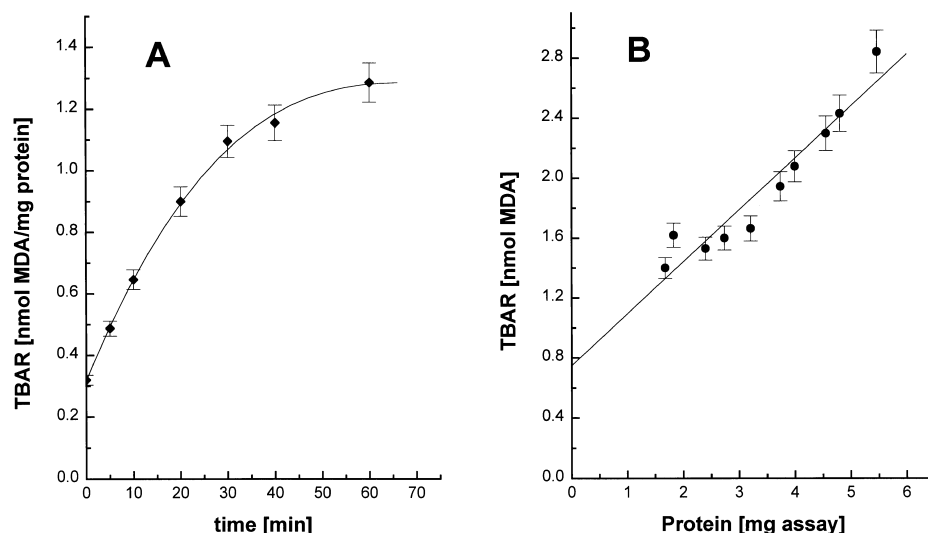 A
TBAR [nmol MDA/mg protein]
1.4
1.2
1.0
0.8
0.6
0.4
0.2
0.0
0 10 20 30 40 50 60 70
time [min]
B
TBAR [nmol MDA]
2.8
2.4
2.0
1.6
1.2
0.8
0.4
0.0
0 1 2 3 4 5 6
Protein [mg assay]